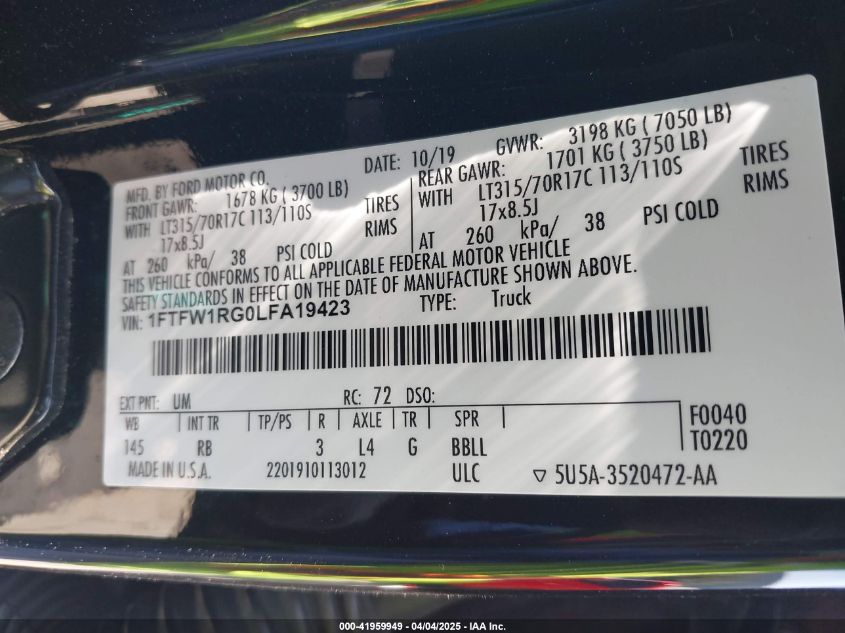 MFD. BY FORD MOTOR CO. DATE: 10/19 GVWR: 3198 KG ( 7050 LB)
FRONT GAWR: 1678 KG ( 3700 LB) REAR GAWR: 1701 KG ( 3750 LB)
WITH LT315/70R17C 113/110S TIRES WITH LT315/70R17C 113/110S TIRES
17x8.5J RIMS 17x8.5J RIMS
AT 260 kPa/ 38 PSI COLD AT 260 kPa/ 38 PSI COLD
THIS VEHICLE CONFORMS TO ALL APPLICABLE FEDERAL MOTOR VEHICLE
SAFETY STANDARDS IN EFFECT ON THE DATE OF MANUFACTURE SHOWN ABOVE.
VIN: 1FTFW1RG0LFA19423 TYPE: Truck
EXT PNT: UM RC: 72 DSO:
WB INT TR TP/PS R AXLE TR SPR F0040
145 RB 3 L4 G BBLL T0220
MADE IN U.S.A. 2201910113012 ULC ▽ 5U5A-3520472-AA
000-41959949 - 04/04/2025 - IAA Inc.